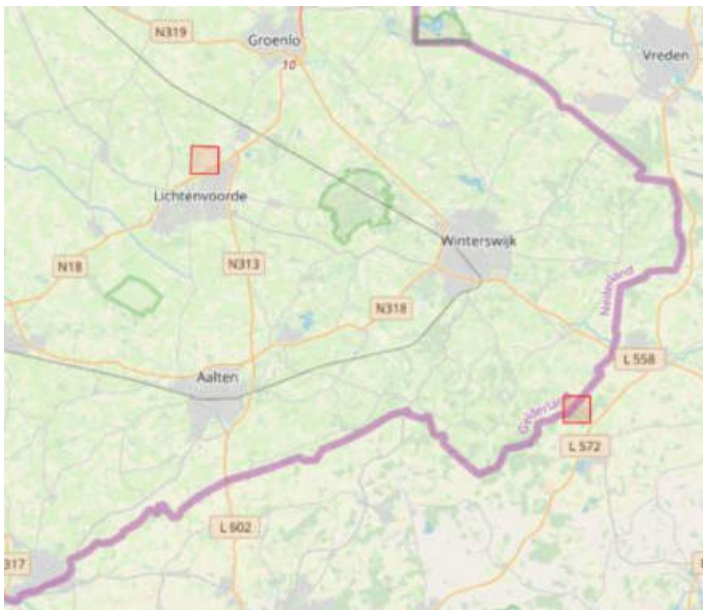 N319
Groenlo
10
Vreden
Lichtenvoorde
Winterswijk
N18
N313
Nederland
N318
L 558
Aalten
Gelderland
L 572
L 602
317